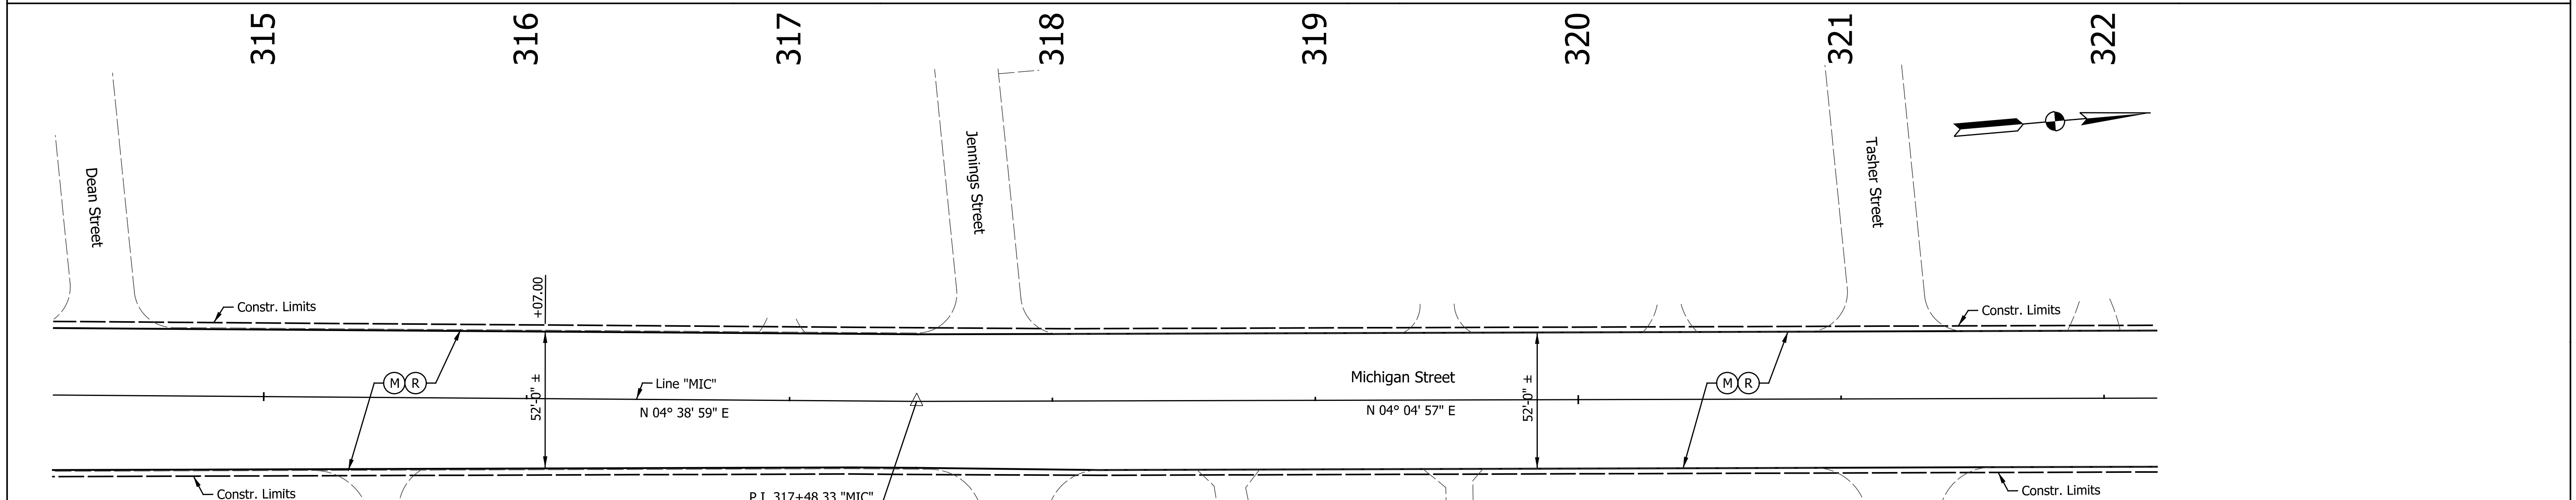 315
316
317
318
319
320
321
322
Dean Street
Jennings Street
Tasher Street
+07.00
Constr. Limits
Constr. Limits
M R
52'-0" ±
Line "MIC"
N 04° 38' 59" E
Michigan Street
N 04° 04' 57" E
52'-0" ±
M R
Constr. Limits
P.I. 317+48.33 "MIC"
Constr. Limits